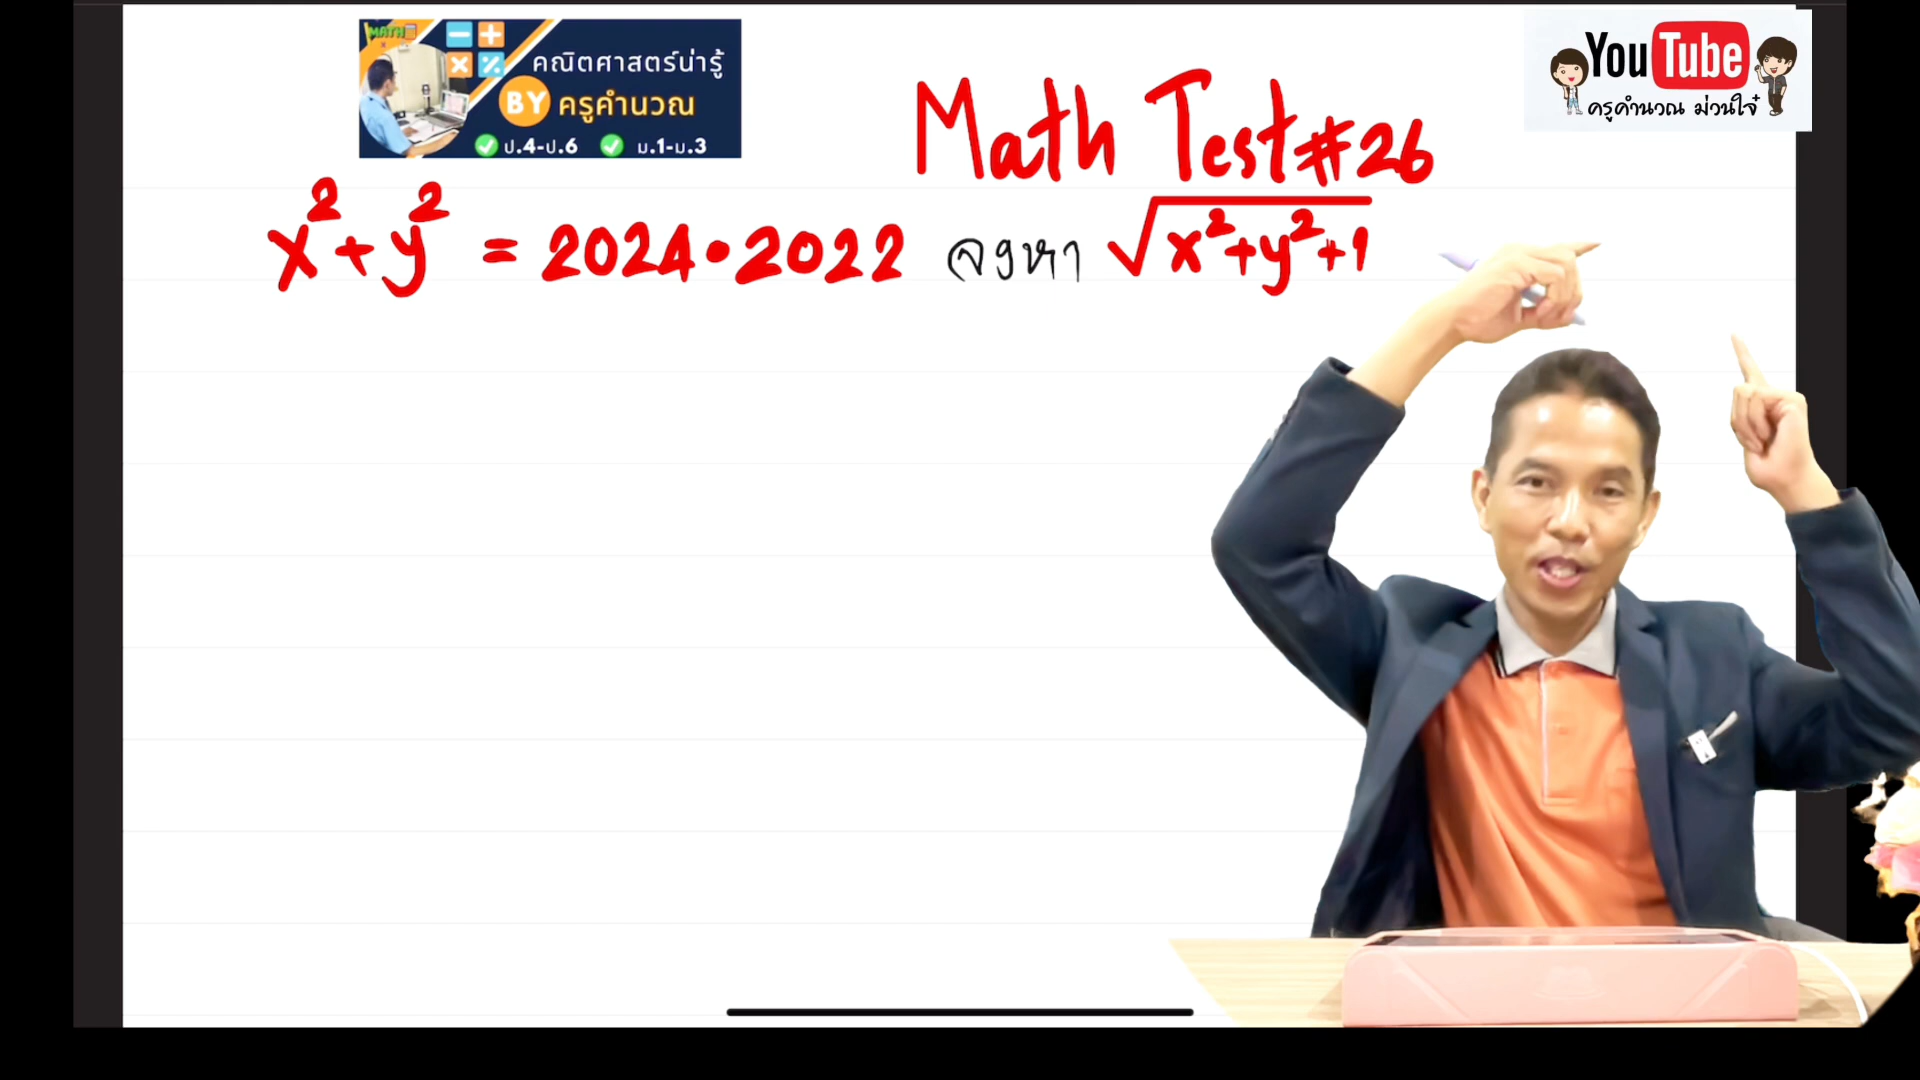 MATH
คณิตศาสตร์น่ารู้
BY ครูคำนวณ
ป.4-ป.6 ม.1-ม.3
YouTube
ครูคำนวณ ม่วนใจ๋
Math Test#26
x²+y² = 2024•2022 จงหา √x²+y²+1